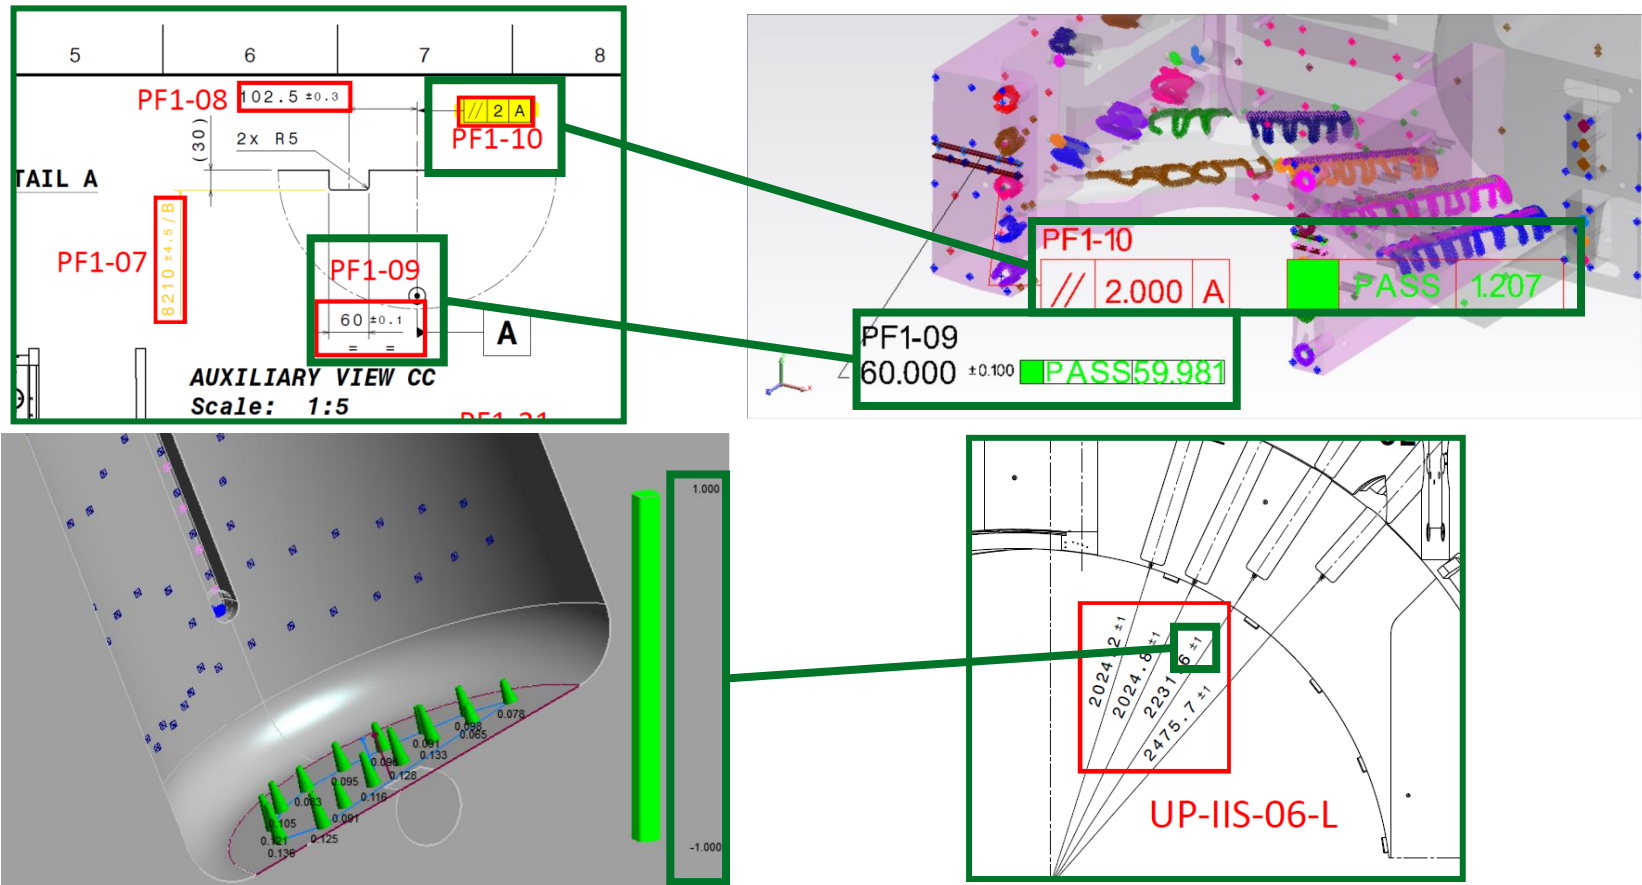 5 6 7 8
PF1-08 102.5 ±0.3
// 2 A
PF1-10
(30)
2x R5
TAIL A
8210 ±4.5/B
PF1-07
PF1-09
60 ±0.1
= =
A
AUXILIARY VIEW CC
Scale: 1:5
PF1-21
PF1-10
// 2.000 A PASS 1.207
PF1-09
60.000 ±0.100 PASS 59.981
1.000
-1.000
0.078
0.098
0.065
0.091
0.133
0.128
0.095
0.116
0.083
0.091
0.105
0.125
0.121
0.136
2024.2 ±1
2024.8 ±1
2231.6 ±1
2475.7 ±1
UP-IIS-06-L